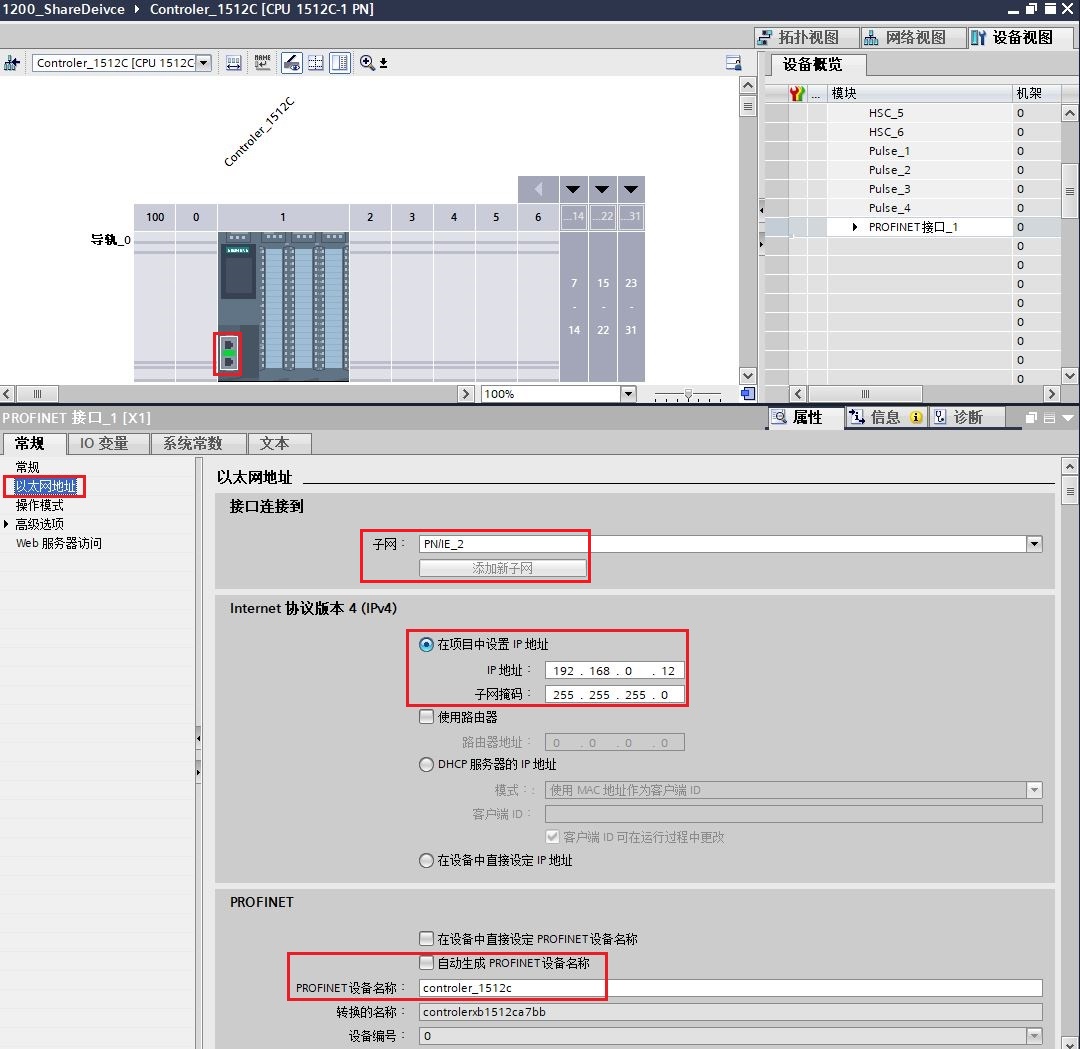 1200_ShareDeivce ▸ Controler_1512C [CPU 1512C-1 PN]
拓扑视图 网络视图 设备视图
Controler_1512C [CPU 1512C
设备概览
... 模块 机架
HSC_5 0
HSC_6 0
Pulse_1 0
Pulse_2 0
Pulse_3 0
Pulse_4 0
PROFINET接口_1 0
0
0
0
0
0
0
0
0
Controler_1512C
100 0 1 2 3 4 5 6 ...14 ...22 ...31
导轨_0
SIEMENS
7 15 23
- - -
14 22 31
100%
PROFINET 接口_1 [X1]
属性 信息 诊断
常规 IO 变量 系统常数 文本
常规
以太网地址
操作模式
高级选项
Web 服务器访问
以太网地址
接口连接到
子网: PN/IE_2
添加新子网
Internet 协议版本 4 (IPv4)
在项目中设置 IP 地址
IP 地址: 192 . 168 . 0 . 12
子网掩码: 255 . 255 . 255 . 0
使用路由器
路由器地址: 0 . 0 . 0 . 0
DHCP 服务器的 IP 地址
模式:: 使用 MAC 地址作为客户端 ID
客户端 ID:
客户端 ID 可在运行过程中更改
在设备中直接设定 IP 地址
PROFINET
在设备中直接设定 PROFINET设备名称
自动生成 PROFINET设备名称
PROFINET设备名称: controler_1512c
转换的名称: controlerxb1512ca7bb
设备编号: 0